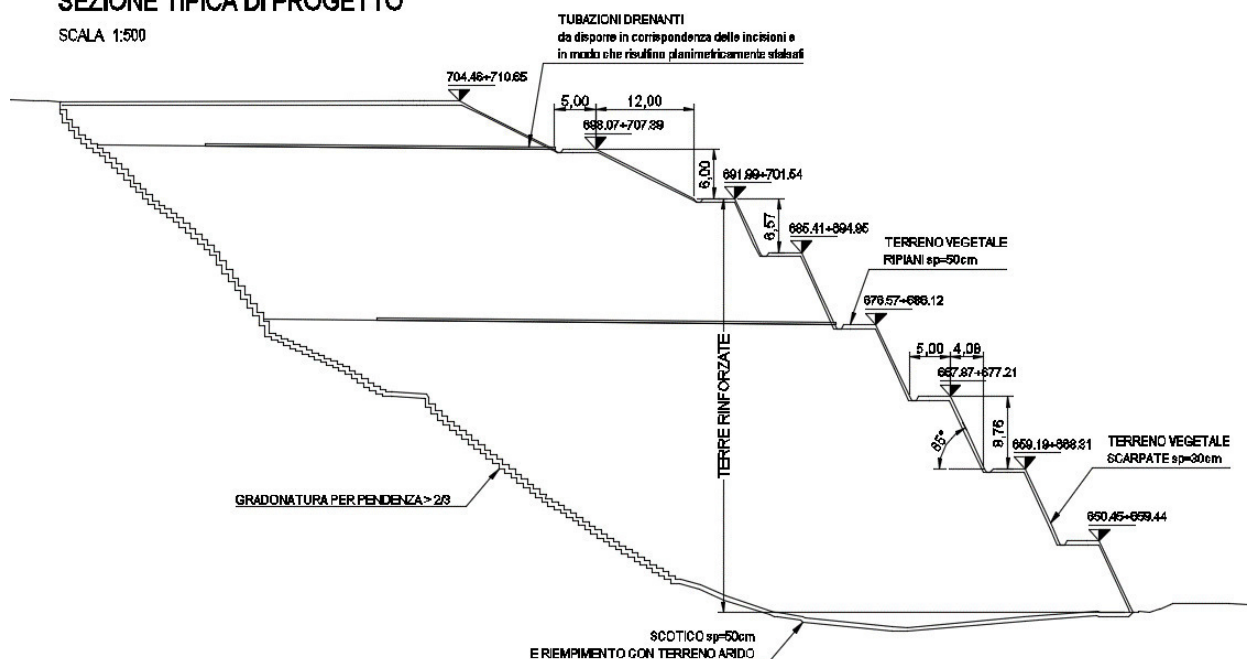 SEZIONE TIPICA DI PROGETTO
SCALA 1:500
TUBAZIONI DRENANTI
da disporre in corrispondenza delle incisioni e
in modo che risultino planimetricamente sfalsati
704.46÷710.65
5,00
12,00
698.07÷707.39
6,00
691.99÷701.54
6,57
685.41÷694.95
TERRENO VEGETALE
RIPIANI sp=50cm
676.57÷686.12
TERRE RINFORZATE
5,00
4,09
667.87÷677.21
65°
8,76
659.19÷668.31
TERRENO VEGETALE
SCARPATE sp=30cm
GRADONATURA PER PENDENZA > 2/3
650.45÷659.44
SCOTICO sp=50cm
E RIEMPIMENTO CON TERRENO ARIDO